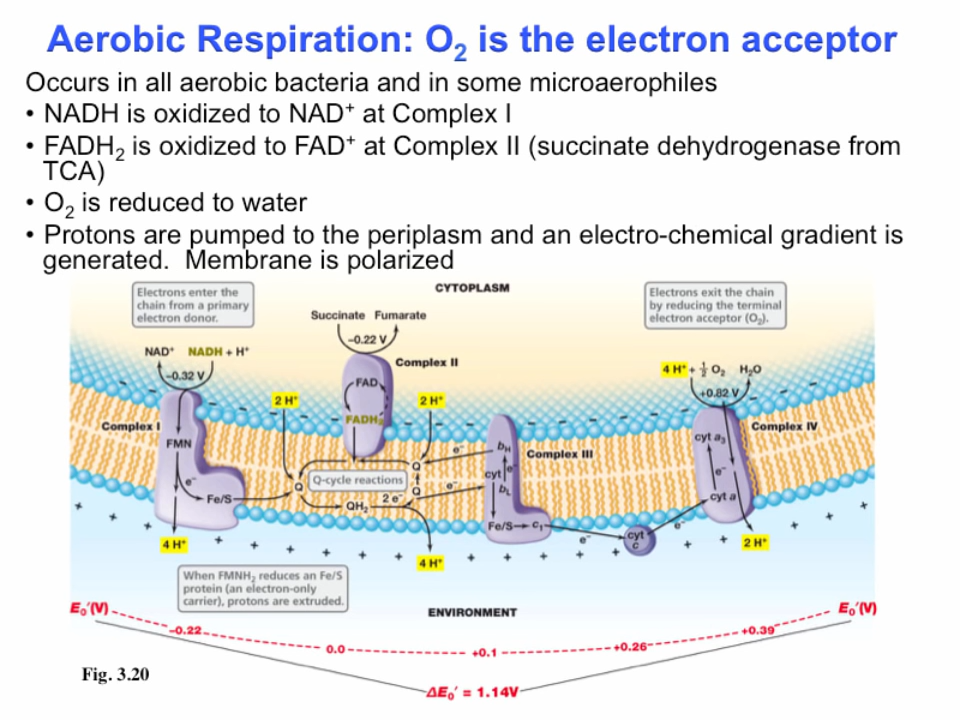 Aerobic Respiration: O₂ is the electron acceptor
Occurs in all aerobic bacteria and in some microaerophiles
• NADH is oxidized to NAD⁺ at Complex I
• FADH₂ is oxidized to FAD⁺ at Complex II (succinate dehydrogenase from
TCA)
• O₂ is reduced to water
• Protons are pumped to the periplasm and an electro-chemical gradient is
generated. Membrane is polarized
Electrons enter the
chain from a primary
electron donor.
CYTOPLASM
Electrons exit the chain
by reducing the terminal
electron acceptor (O₂).
Succinate Fumarate
−0.22 V
NAD⁺ NADH + H⁺
−0.32 V
Complex II
FAD
FADH₂
4 H⁺ + ½ O₂ H₂O
+0.82 V
2 H⁺
2 H⁺
Complex I
FMN
e⁻
Fe/S
Q
Q-cycle reactions
Q
Q
2 e⁻
QH₂
e⁻
e⁻
b_H
Complex III
cyt
e⁻
b_L
Fe/S
c₁
e⁻
cyt
c
e⁻
cyt a₃
Complex IV
e⁻
cyt a
4 H⁺
4 H⁺
2 H⁺
When FMNH₂ reduces an Fe/S
protein (an electron-only
carrier), protons are extruded.
ENVIRONMENT
E₀′(V)
E₀′(V)
−0.22
0.0
+0.1
+0.26
+0.39
ΔE₀′ = 1.14V
Fig. 3.20